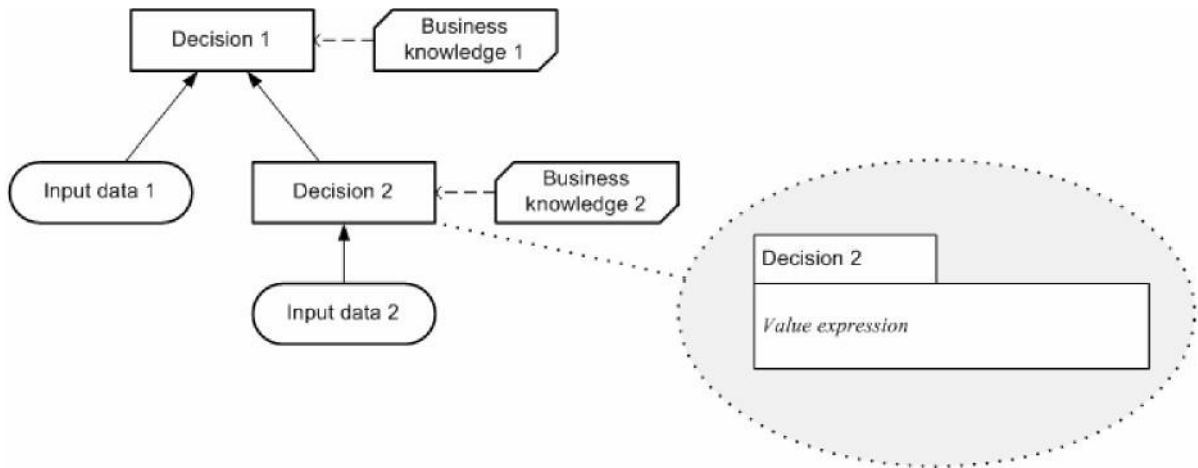 Decision 1
Business
knowledge 1
Input data 1
Decision 2
Business
knowledge 2
Input data 2
Decision 2
Value expression